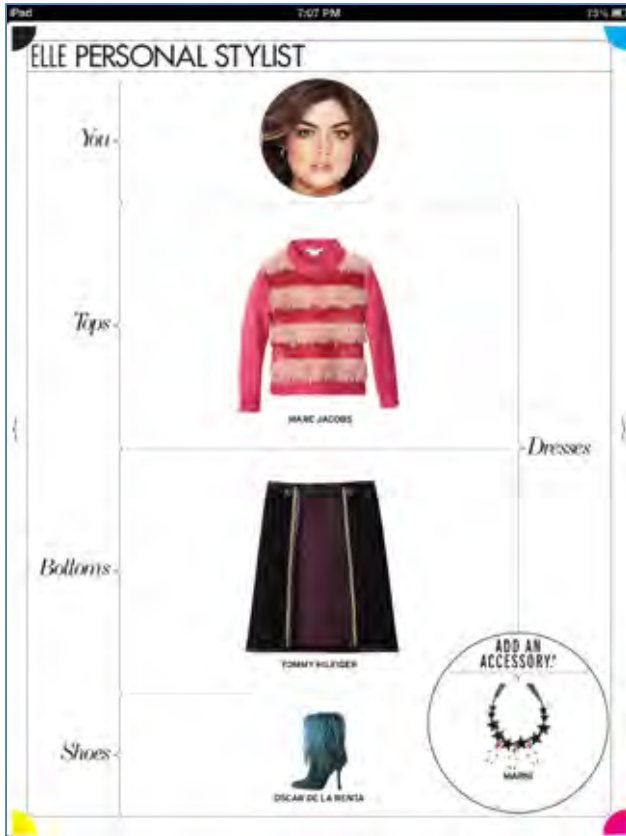 iPad 7:07 PM 73%
ELLE PERSONAL STYLIST
You
Tops
MARC JACOBS
Dresses
Bottoms
TOMMY HILFIGER
ADD AN
ACCESSORY!
MARNI
Shoes
OSCAR DE LA RENTA